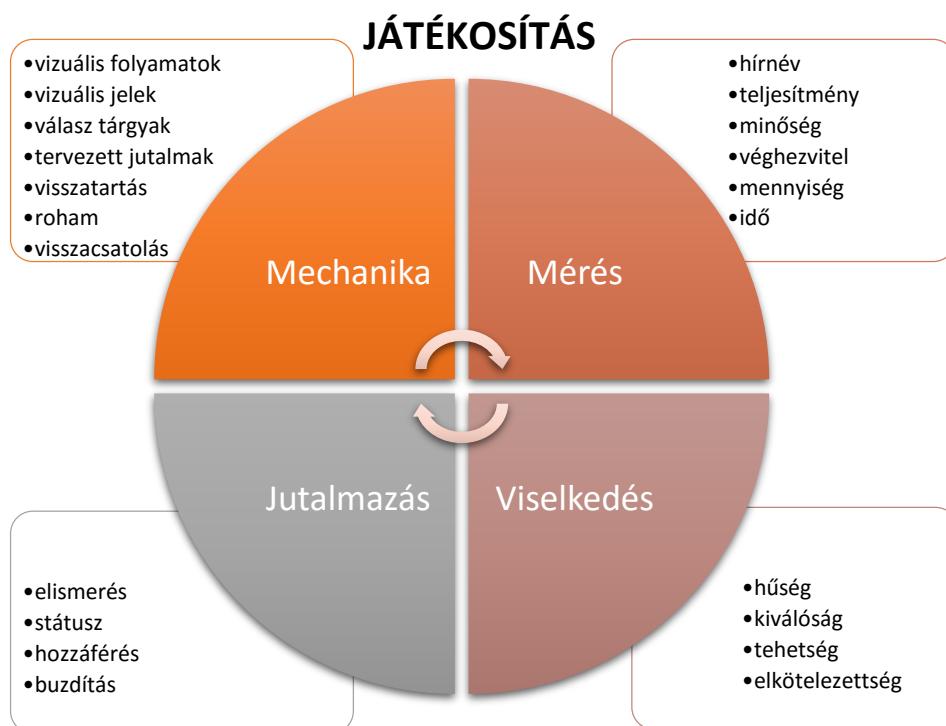 JÁTÉKOSÍTÁS
•vizuális folyamatok
•vizuális jelek
•válasz tárgyak
•tervezett jutalmak
•visszatartás
•roham
•visszacsatolás
•hírnév
•teljesítmény
•minőség
•véghezvitel
•mennyiség
•idő
Mechanika
Mérés
Jutalmazás
Viselkedés
•elismerés
•státusz
•hozzáférés
•buzdítás
•hűség
•kiválóság
•tehetség
•elkötelezettség